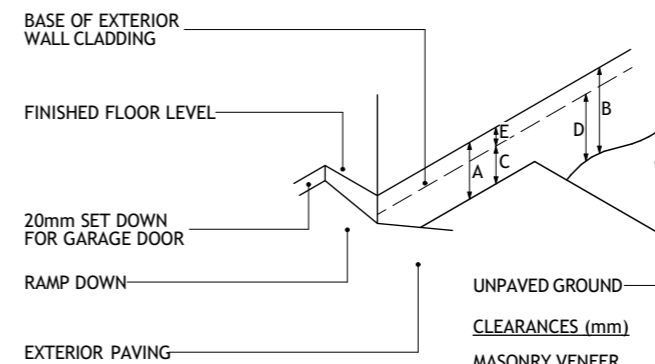 BASE OF EXTERIOR
WALL CLADDING
FINISHED FLOOR LEVEL
20mm SET DOWN
FOR GARAGE DOOR
RAMP DOWN
EXTERIOR PAVING
E
B
D
A
C
UNPAVED GROUND
CLEARANCES (mm)
MASONRY VENEER